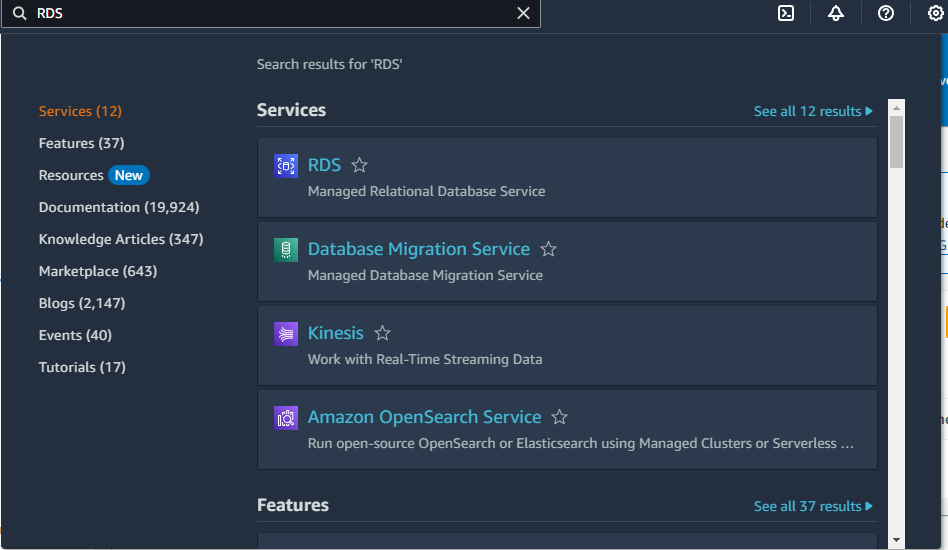 RDS
Search results for 'RDS'
Services (12)
Features (37)
Resources New
Documentation (19,924)
Knowledge Articles (347)
Marketplace (643)
Blogs (2,147)
Events (40)
Tutorials (17)
Services
See all 12 results
RDS
Managed Relational Database Service
Database Migration Service
Managed Database Migration Service
Kinesis
Work with Real-Time Streaming Data
Amazon OpenSearch Service
Run open-source OpenSearch or Elasticsearch using Managed Clusters or Serverless ...
Features
See all 37 results